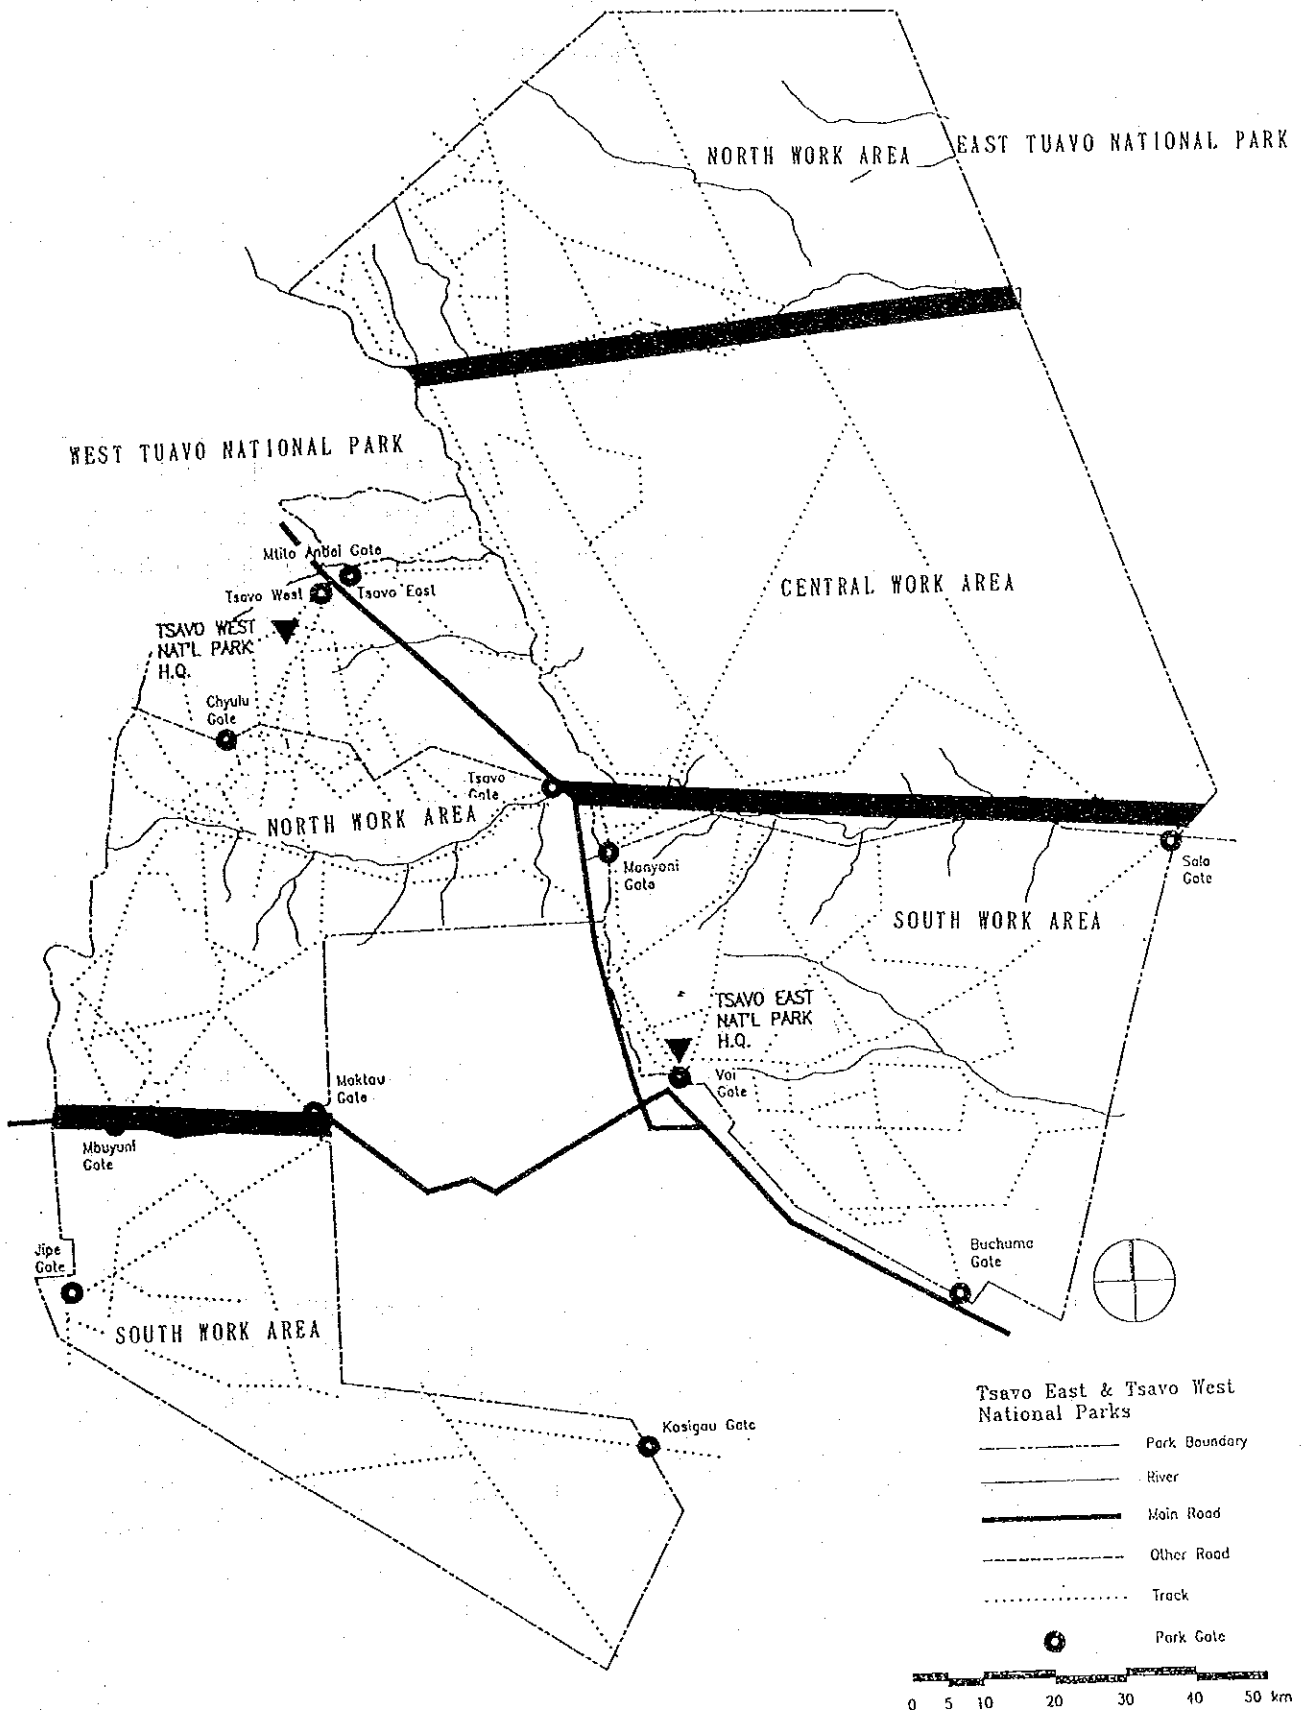 NORTH WORK AREA
EAST TUAVO NATIONAL PARK
WEST TUAVO NATIONAL PARK
Mtito Andei Gate
Tsavo West
Tsavo East
TSAVO WEST
NAT'L PARK
H.Q.
CENTRAL WORK AREA
Chyulu
Gate
Tsavo
Gate
NORTH WORK AREA
Manyani
Gate
Sala
Gate
SOUTH WORK AREA
TSAVO EAST
NAT'L PARK
H.Q.
Voi
Gate
Maktau
Gate
Mbuyuni
Gate
Jipe
Gate
Buchuma
Gate
SOUTH WORK AREA
Kasigau Gate
Tsavo East & Tsavo West
National Parks
Park Boundary
River
Main Road
Other Road
Track
Park Gate
0 5 10 20 30 40 50 km